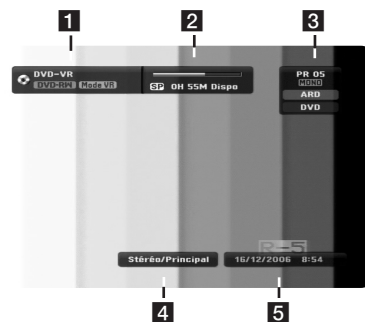 1 2 3
DVD-VR
DVD-RW Mode VR
SP 0H 55M Dispo
PR 05
MONO
ARD
DVD
R-5
Stéréo/Principal
16/12/2006 8:54
4 5